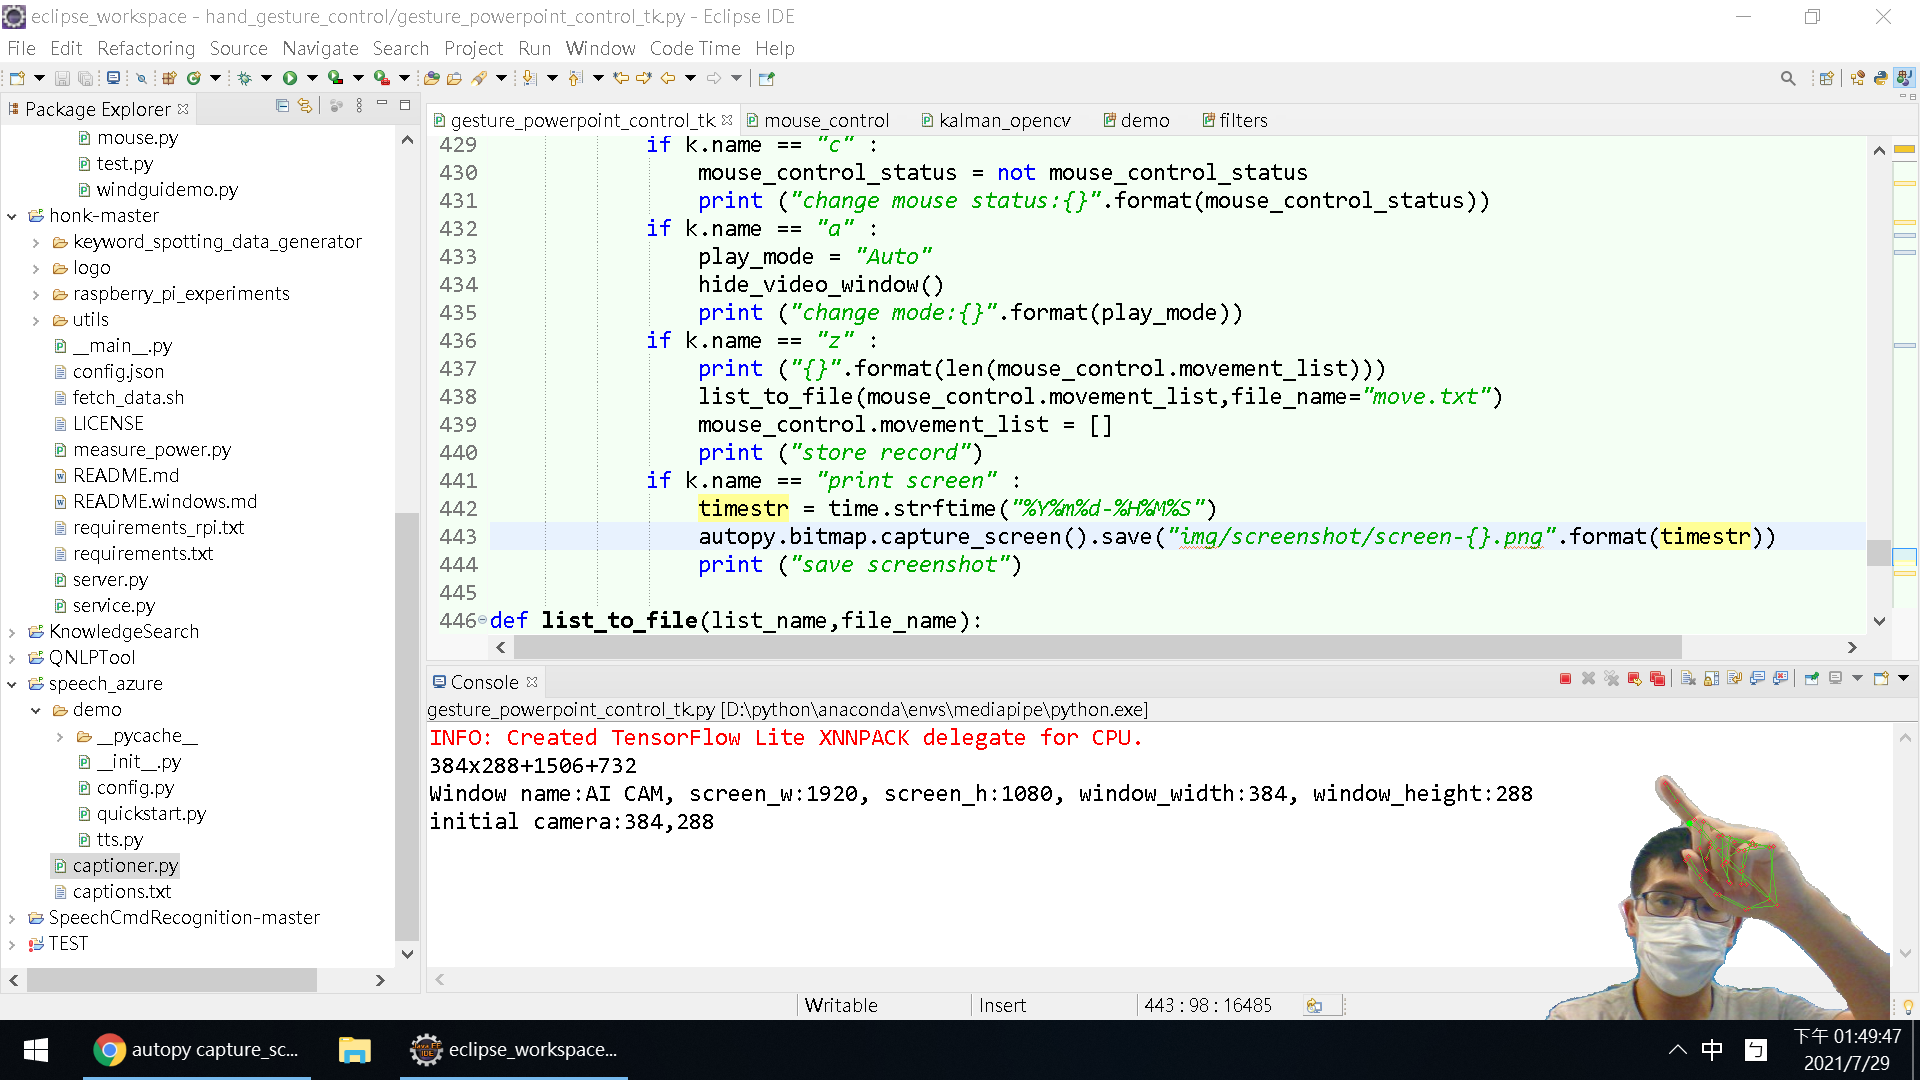 eclipse_workspace - hand_gesture_control/gesture_powerpoint_control_tk.py - Eclipse IDE
File Edit Refactoring Source Navigate Search Project Run Window Code Time Help
Package Explorer
mouse.py
test.py
windguidemo.py
honk-master
keyword_spotting_data_generator
logo
raspberry_pi_experiments
utils
__main__.py
config.json
fetch_data.sh
LICENSE
measure_power.py
README.md
README.windows.md
requirements_rpi.txt
requirements.txt
server.py
service.py
KnowledgeSearch
QNLPTool
speech_azure
demo
__pycache__
__init__.py
config.py
quickstart.py
tts.py
captioner.py
captions.txt
SpeechCmdRecognition-master
TEST
gesture_powerpoint_control_tk mouse_control kalman_opencv demo filters
429 if k.name == "c" :
430 mouse_control_status = not mouse_control_status
431 print ("change mouse status:{}".format(mouse_control_status))
432 if k.name == "a" :
433 play_mode = "Auto"
434 hide_video_window()
435 print ("change mode:{}".format(play_mode))
436 if k.name == "z" :
437 print ("{}".format(len(mouse_control.movement_list)))
438 list_to_file(mouse_control.movement_list,file_name="move.txt")
439 mouse_control.movement_list = []
440 print ("store record")
441 if k.name == "print screen" :
442 timestr = time.strftime("%Y%m%d-%H%M%S")
443 autopy.bitmap.capture_screen().save("img/screenshot/screen-{}.png".format(timestr))
444 print ("save screenshot")
445
446 def list_to_file(list_name,file_name):
Console
gesture_powerpoint_control_tk.py [D:\python\anaconda\envs\mediapipe\python.exe]
INFO: Created TensorFlow Lite XNNPACK delegate for CPU.
384x288+1506+732
Window name:AI CAM, screen_w:1920, screen_h:1080, window_width:384, window_height:288
initial camera:384,288
Writable Insert 443 : 98 : 16485
autopy capture_sc...
eclipse_workspace...
中 ㄅ
下午 01:49:47
2021/7/29